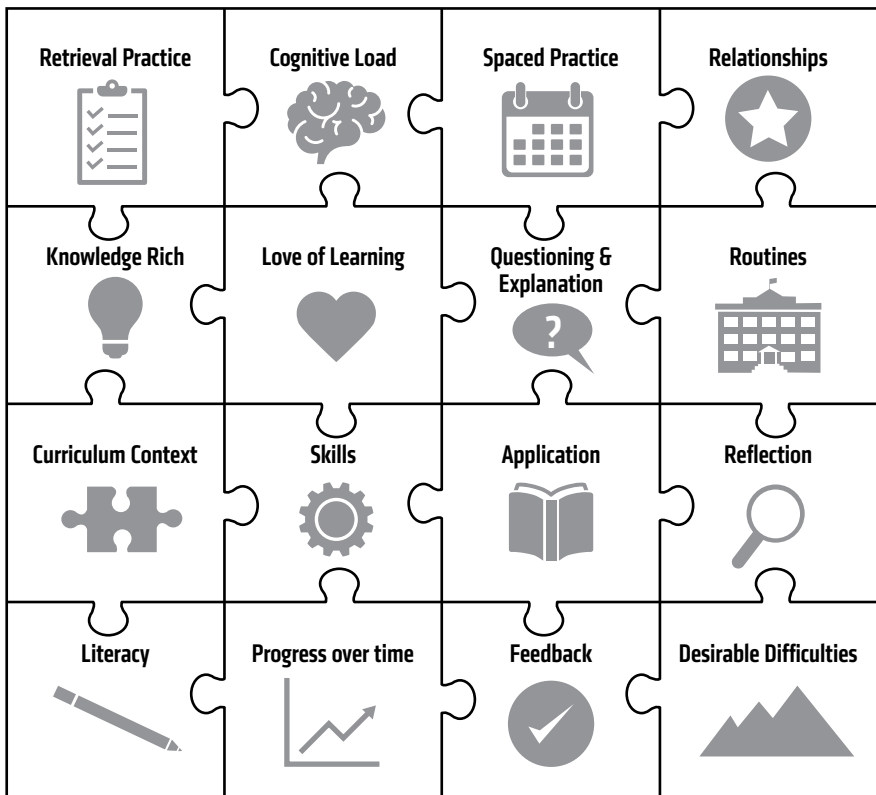 Retrieval Practice
Cognitive Load
Spaced Practice
Relationships
Knowledge Rich
Love of Learning
Questioning &
Explanation
?
Routines
Curriculum Context
Skills
Application
Reflection
Literacy
Progress over time
Feedback
Desirable Difficulties